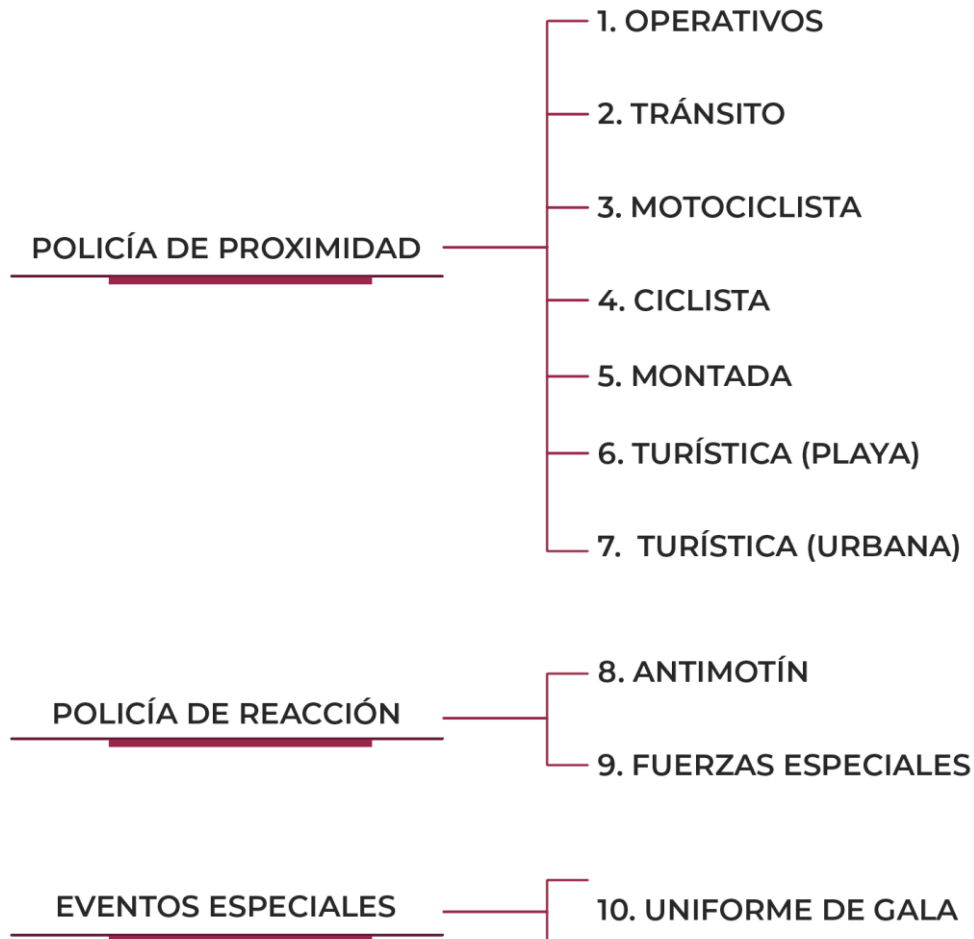 POLICÍA DE PROXIMIDAD
1. OPERATIVOS
2. TRÁNSITO
3. MOTOCICLISTA
4. CICLISTA
5. MONTADA
6. TURÍSTICA (PLAYA)
7. TURÍSTICA (URBANA)
POLICÍA DE REACCIÓN
8. ANTIMOTÍN
9. FUERZAS ESPECIALES
EVENTOS ESPECIALES
10. UNIFORME DE GALA